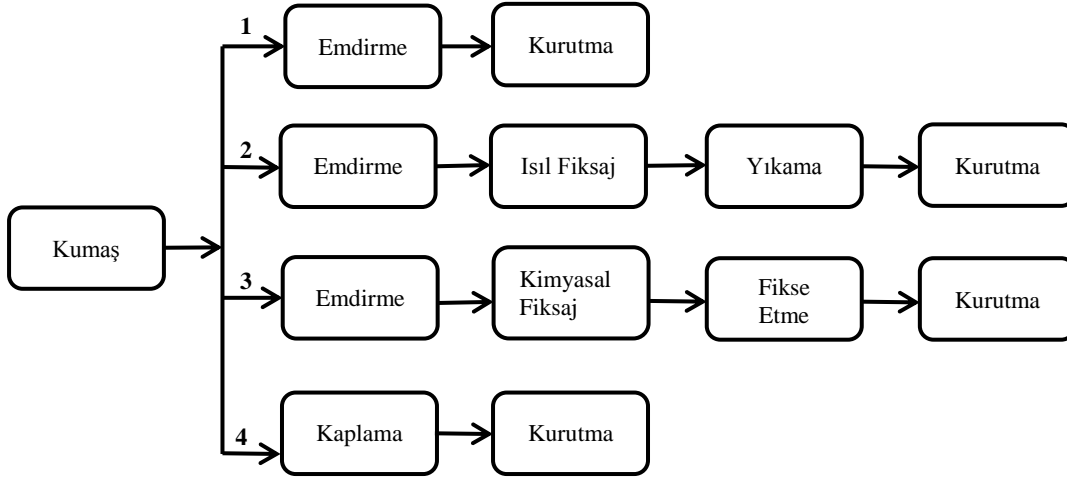 1
Emdirme
Kurutma
2
Emdirme
Isıl Fiksaj
Yıkama
Kurutma
Kumaş
3
Emdirme
Kimyasal
Fiksaj
Fikse
Etme
Kurutma
4
Kaplama
Kurutma